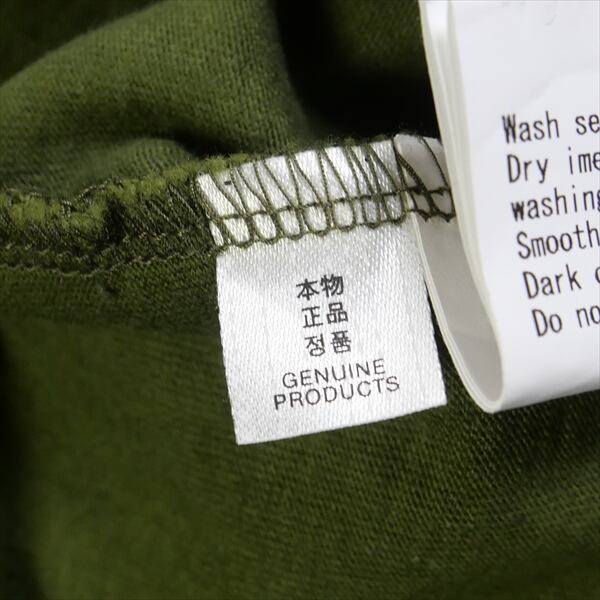 本物
正品
정품
GENUINE
PRODUCTS
Wash se
Dry ime
washing
Smooth
Dark
Do no